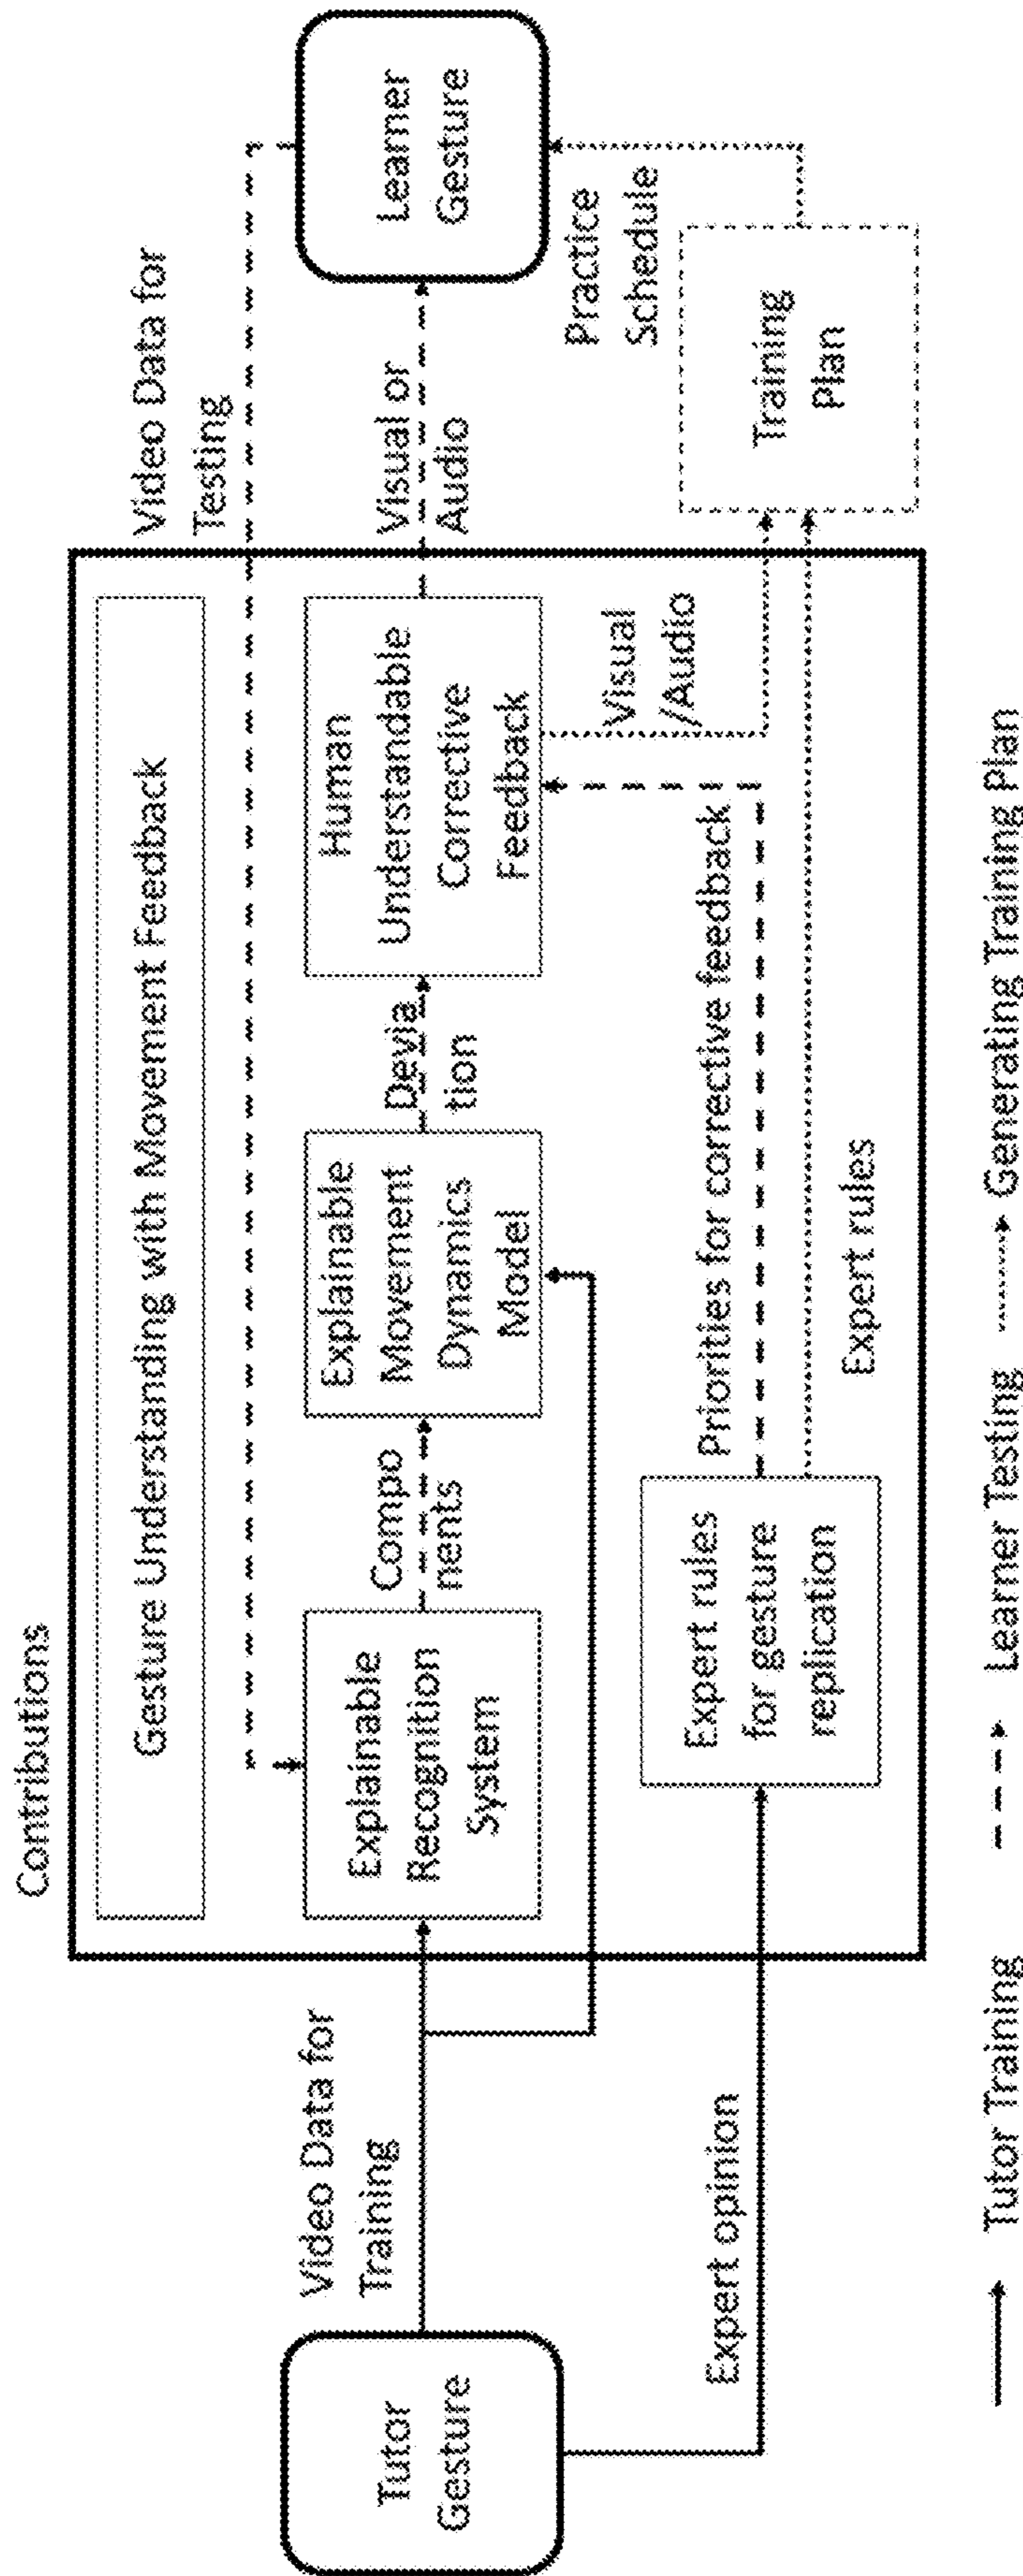 Contributions
Gesture Understanding with Movement Feedback
Video Data for
Testing
Video Data for
Training
Tutor
Gesture
Explainable
Recognition
System
Compo
nents
Explainable
Movement
Dynamics
Model
Devia
tion
Human
Understandable
Corrective
Feedback
Visual or
Audio
Learner
Gesture
Expert opinion
Expert rules
for gesture
replication
Priorities for corrective feedback
Expert rules
Visual
/Audio
Training
Plan
Practice
Schedule
Tutor Training
Learner Testing
Generating Training Plan